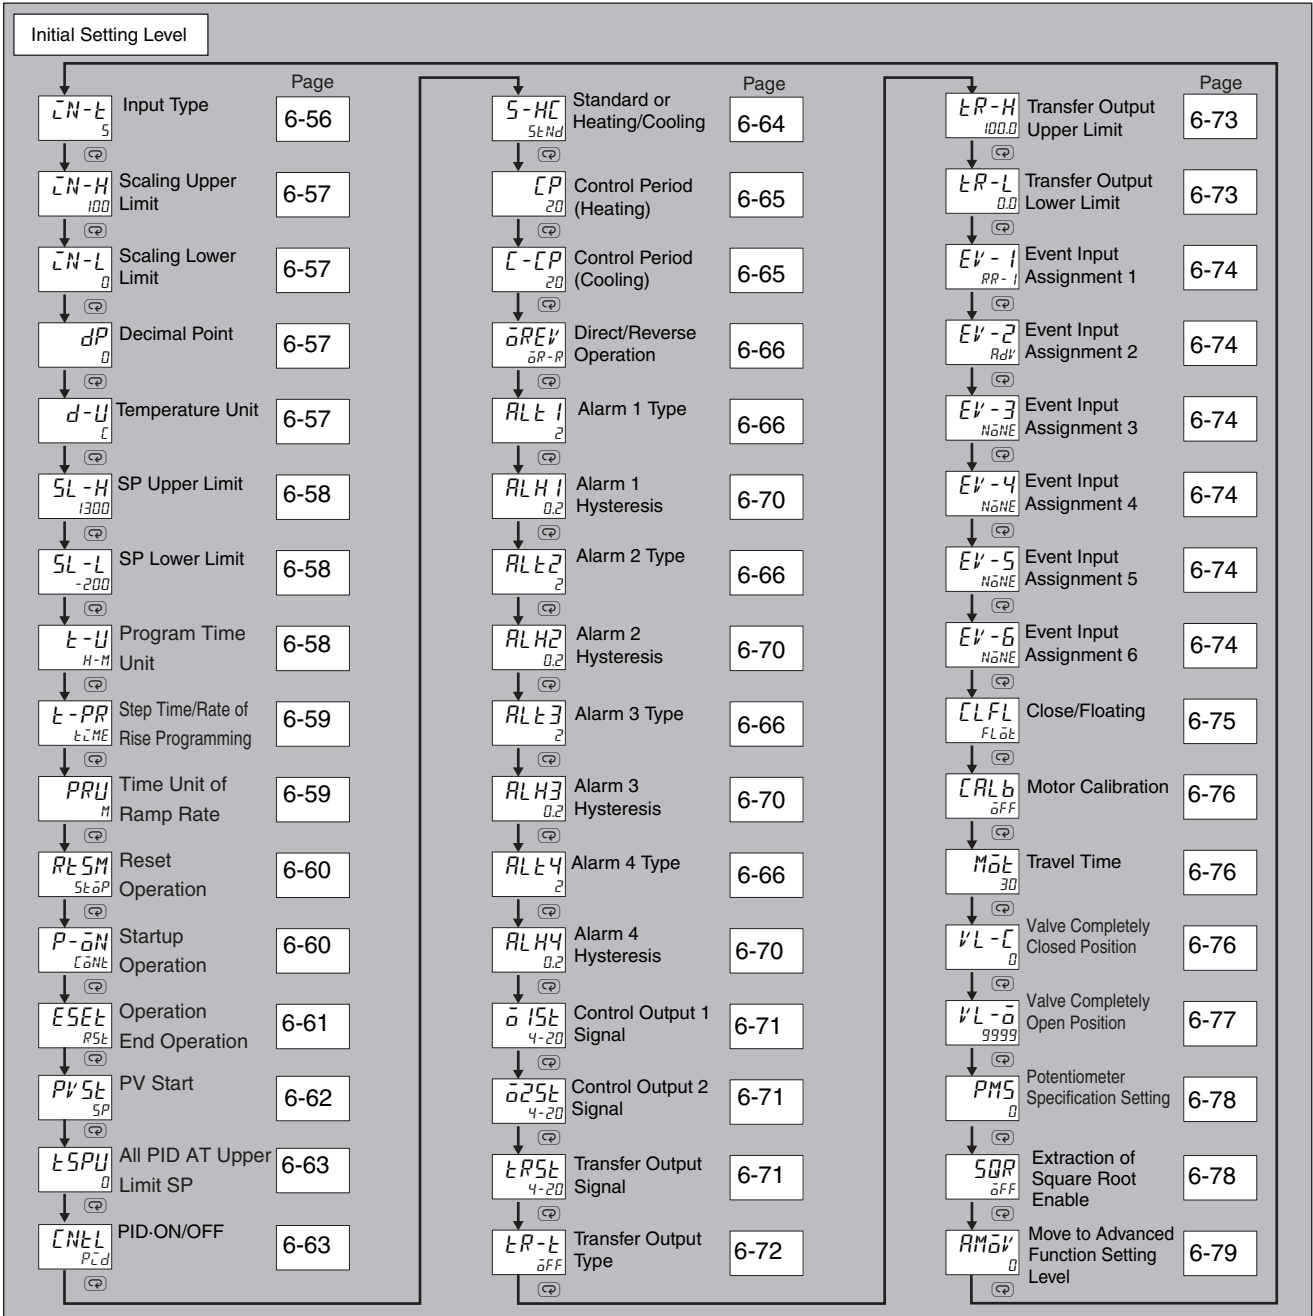 Initial Setting Level
Page
iN-t
5
Input Type
6-56
iN-H
100
Scaling Upper
Limit
6-57
iN-L
0
Scaling Lower
Limit
6-57
dP
0
Decimal Point
6-57
d-U
C
Temperature Unit
6-57
SL-H
1300
SP Upper Limit
6-58
SL-L
-200
SP Lower Limit
6-58
t-U
H-M
Program Time
Unit
6-58
t-PR
tiME
Step Time/Rate of
Rise Programming
6-59
PRU
M
Time Unit of
Ramp Rate
6-59
RtSM
StoP
Reset
Operation
6-60
P-oN
CoNt
Startup
Operation
6-60
ESEt
RSt
Operation
End Operation
6-61
PVSt
SP
PV Start
6-62
tSPU
0
All PID AT Upper
Limit SP
6-63
CNtL
Pid
PID·ON/OFF
6-63
Page
S-HC
StNd
Standard or
Heating/Cooling
6-64
CP
20
Control Period
(Heating)
6-65
C-CP
20
Control Period
(Cooling)
6-65
oREV
oR-R
Direct/Reverse
Operation
6-66
ALt1
2
Alarm 1 Type
6-66
ALH1
0.2
Alarm 1
Hysteresis
6-70
ALt2
2
Alarm 2 Type
6-66
ALH2
0.2
Alarm 2
Hysteresis
6-70
ALt3
2
Alarm 3 Type
6-66
ALH3
0.2
Alarm 3
Hysteresis
6-70
ALt4
2
Alarm 4 Type
6-66
ALH4
0.2
Alarm 4
Hysteresis
6-70
o1St
4-20
Control Output 1
Signal
6-71
o2St
4-20
Control Output 2
Signal
6-71
tRSt
4-20
Transfer Output
Signal
6-71
tR-t
oFF
Transfer Output
Type
6-72
Page
tR-H
100.0
Transfer Output
Upper Limit
6-73
tR-L
0.0
Transfer Output
Lower Limit
6-73
EV-1
RR-1
Event Input
Assignment 1
6-74
EV-2
AdV
Event Input
Assignment 2
6-74
EV-3
NoNE
Event Input
Assignment 3
6-74
EV-4
NoNE
Event Input
Assignment 4
6-74
EV-5
NoNE
Event Input
Assignment 5
6-74
EV-6
NoNE
Event Input
Assignment 6
6-74
CLFL
FLot
Close/Floating
6-75
CALb
oFF
Motor Calibration
6-76
Mot
30
Travel Time
6-76
VL-C
0
Valve Completely
Closed Position
6-76
VL-o
9999
Valve Completely
Open Position
6-77
PMS
0
Potentiometer
Specification Setting
6-78
SQR
oFF
Extraction of
Square Root
Enable
6-78
AMoV
0
Move to Advanced
Function Setting
Level
6-79